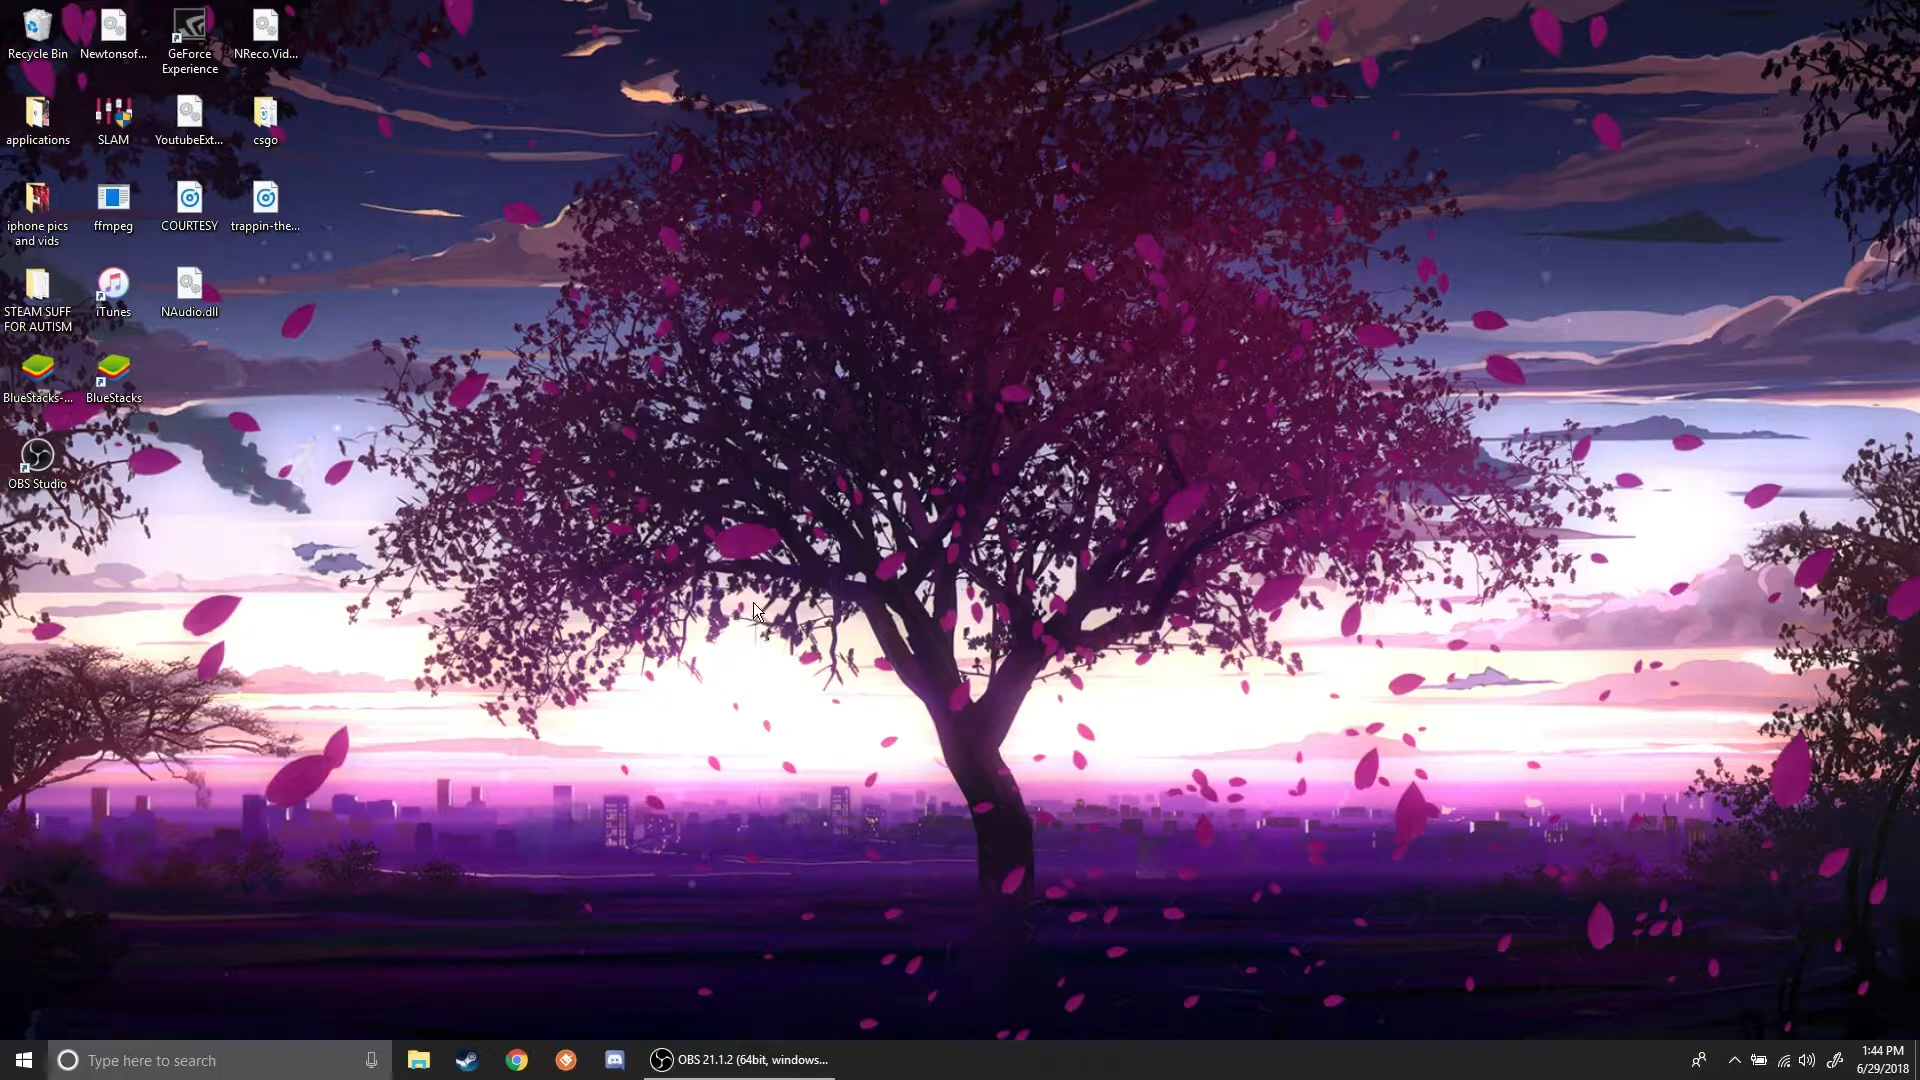 Recycle Bin
Newtonsof...
GeForce
Experience
NReco.Vid...
applications
SLAM
YoutubeExt...
csgo
iphone pics
and vids
ffmpeg
COURTESY
trappin-the...
STEAM SUFF
FOR AUTISM
iTunes
NAudio.dll
BlueStacks-...
BlueStacks
OBS Studio
Type here to search
OBS 21.1.2 (64bit, windows...
1:44 PM
6/29/2018